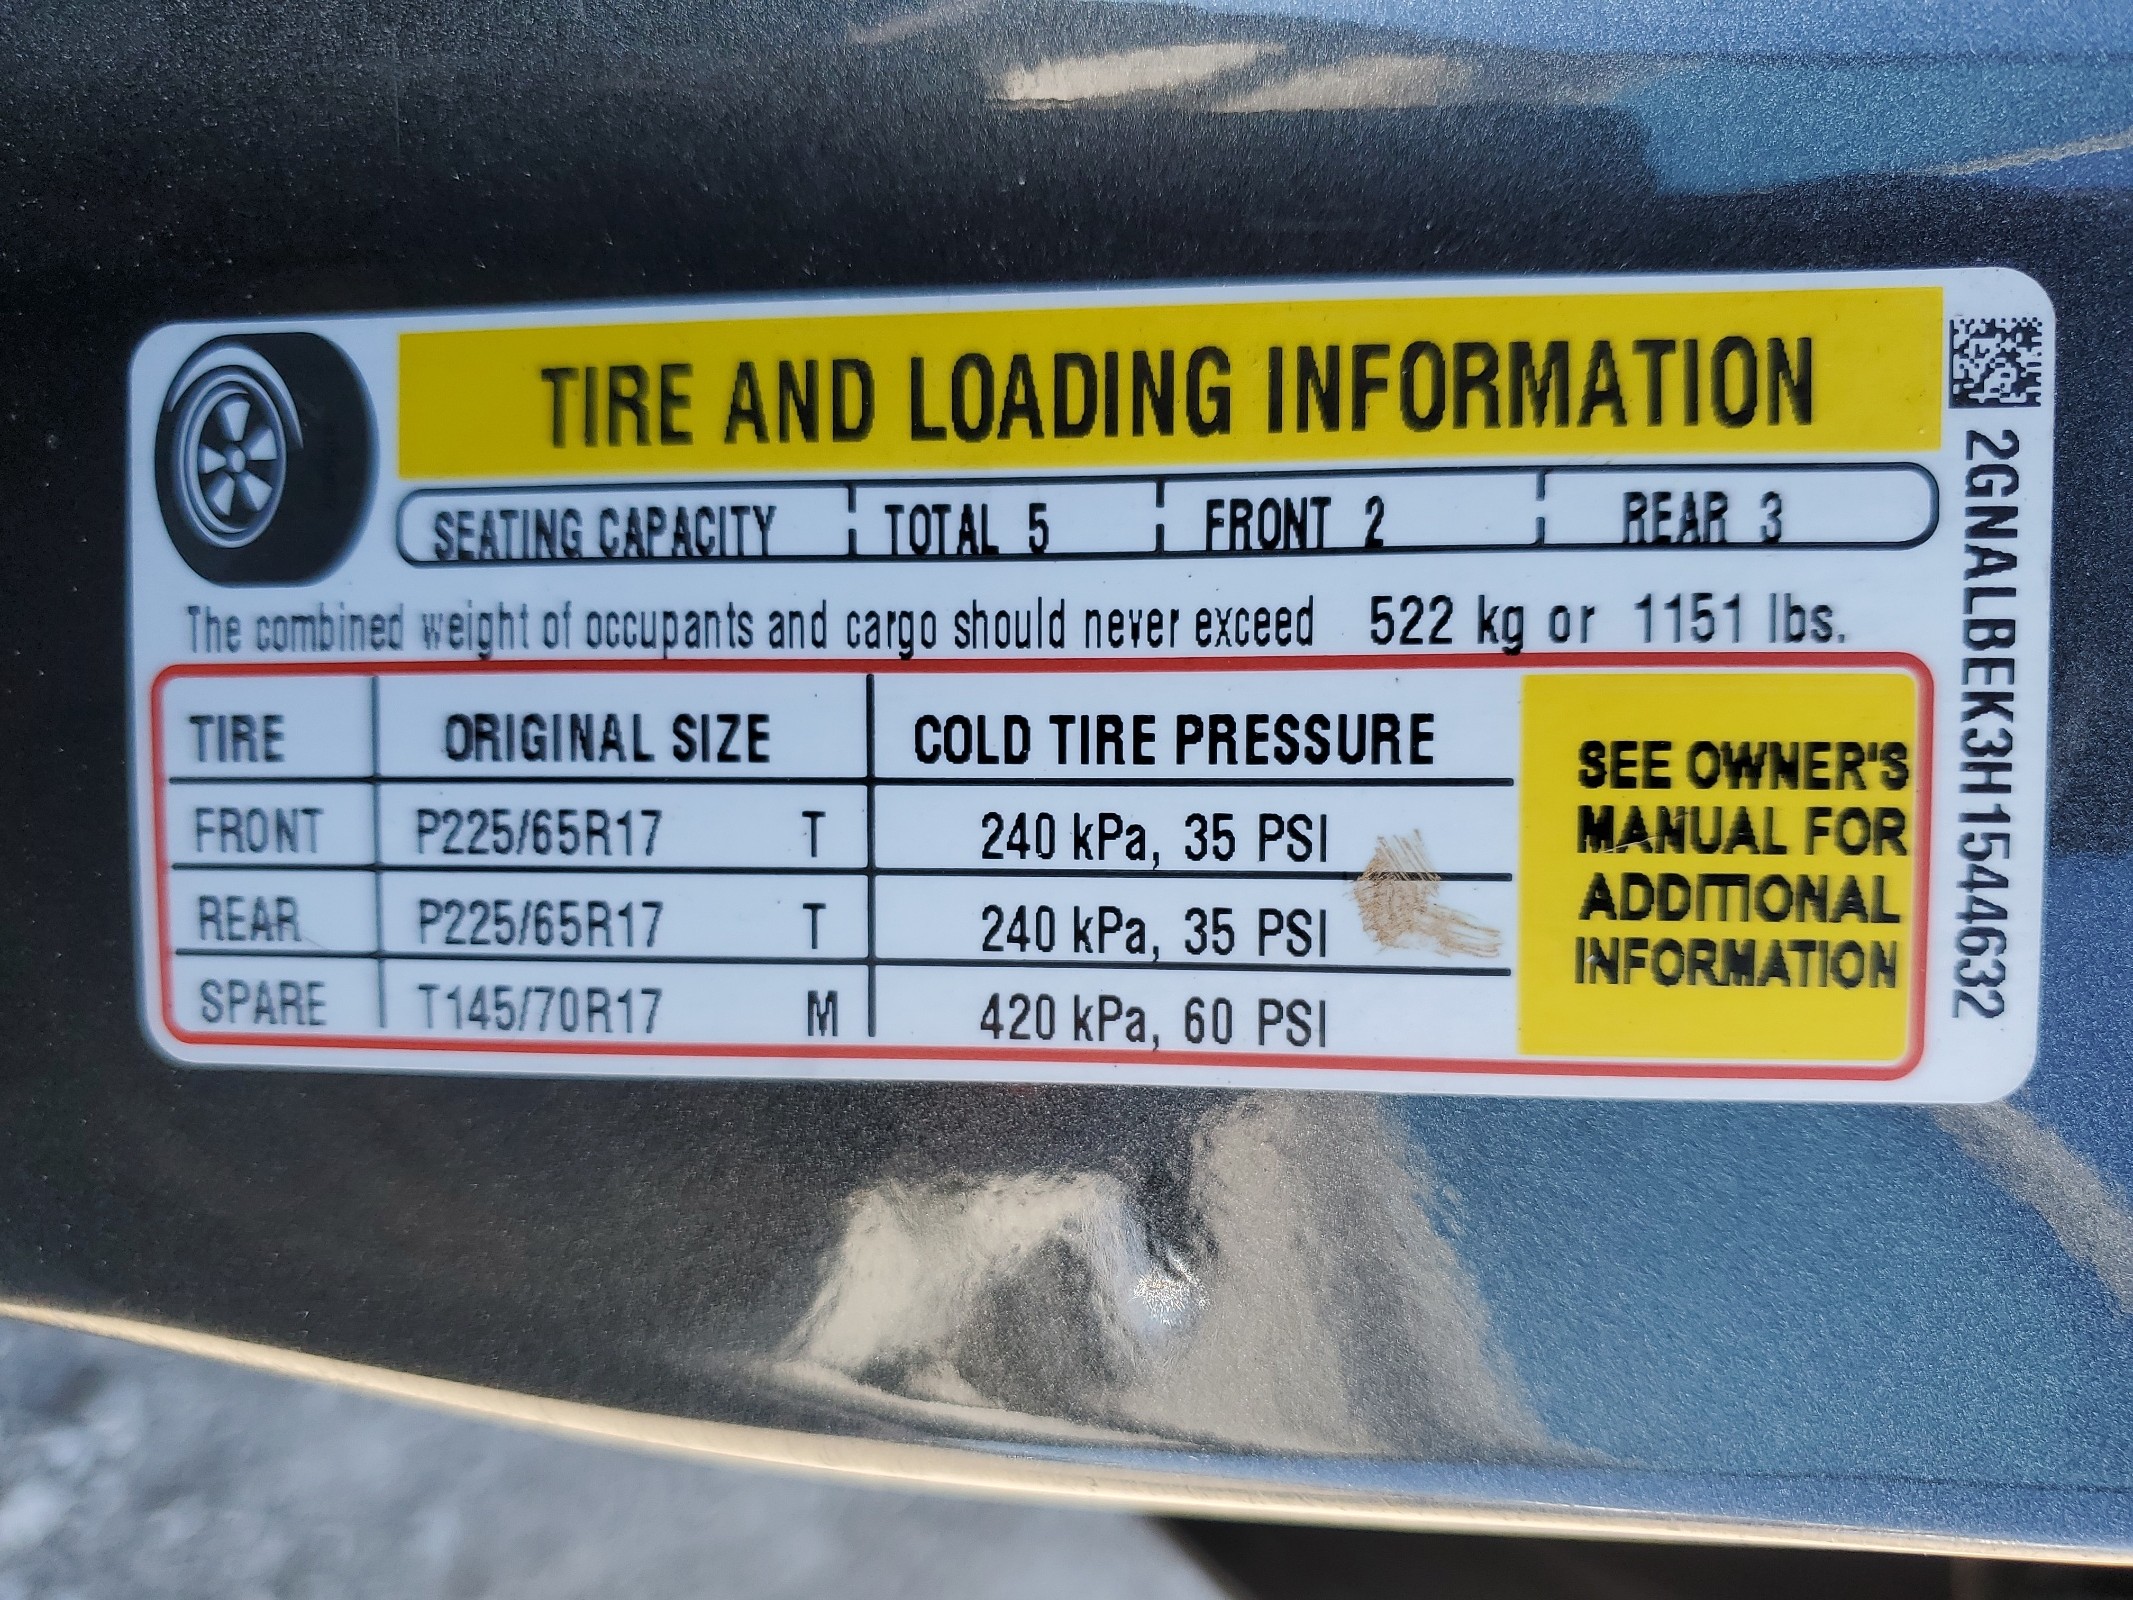 TIRE AND LOADING INFORMATION
SEATING CAPACITY TOTAL 5 FRONT 2 REAR 3
The combined weight of occupants and cargo should never exceed 522 kg or 1151 lbs.
TIRE ORIGINAL SIZE COLD TIRE PRESSURE
FRONT P225/65R17 T 240 kPa, 35 PSI
REAR P225/65R17 T 240 kPa, 35 PSI
SPARE T145/70R17 M 420 kPa, 60 PSI
SEE OWNER'S
MANUAL FOR
ADDITIONAL
INFORMATION
2GNALBEK3H1544632